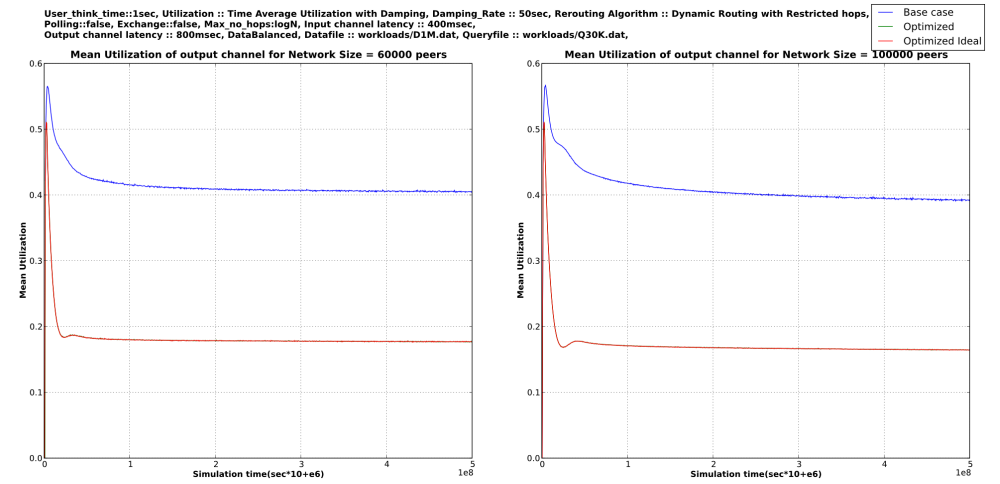 User_think_time::1sec, Utilization :: Time Average Utilization with Damping, Damping_Rate :: 50sec, Rerouting Algorithm :: Dynamic Routing with Restricted hops,
Polling::false, Exchange::false, Max_no_hops:logN, Input channel latency :: 400msec,
Output channel latency :: 800msec, DataBalanced, Datafile :: workloads/D1M.dat, Queryfile :: workloads/Q30K.dat,
Base case
Optimized
Optimized Ideal
Mean Utilization of output channel for Network Size = 60000 peers
Mean Utilization
0.6
0.5
0.4
0.3
0.2
0.1
0.0
0 1 2 3 4 5
1e8
Simulation time(sec*10+e6)
Mean Utilization of output channel for Network Size = 100000 peers
Mean Utilization
0.6
0.5
0.4
0.3
0.2
0.1
0.0
0 1 2 3 4 5
1e8
Simulation time(sec*10+e6)